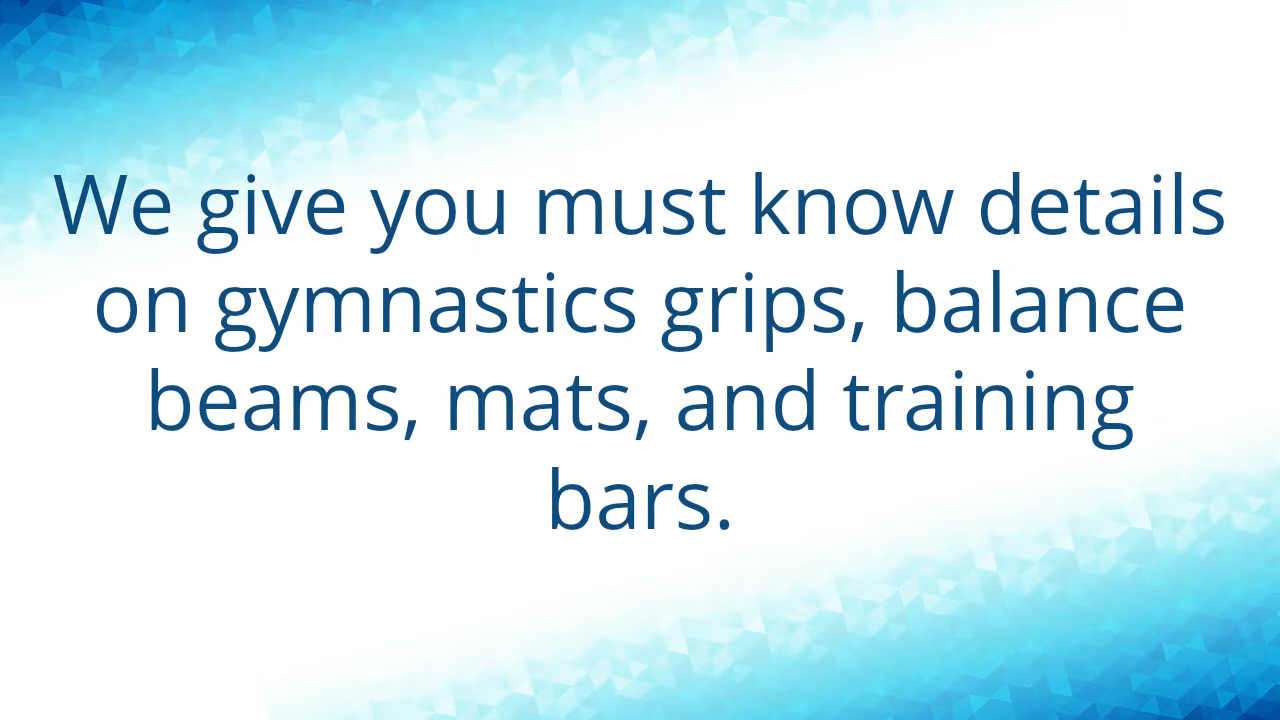 We give you must know details
on gymnastics grips, balance
beams, mats, and training
bars.